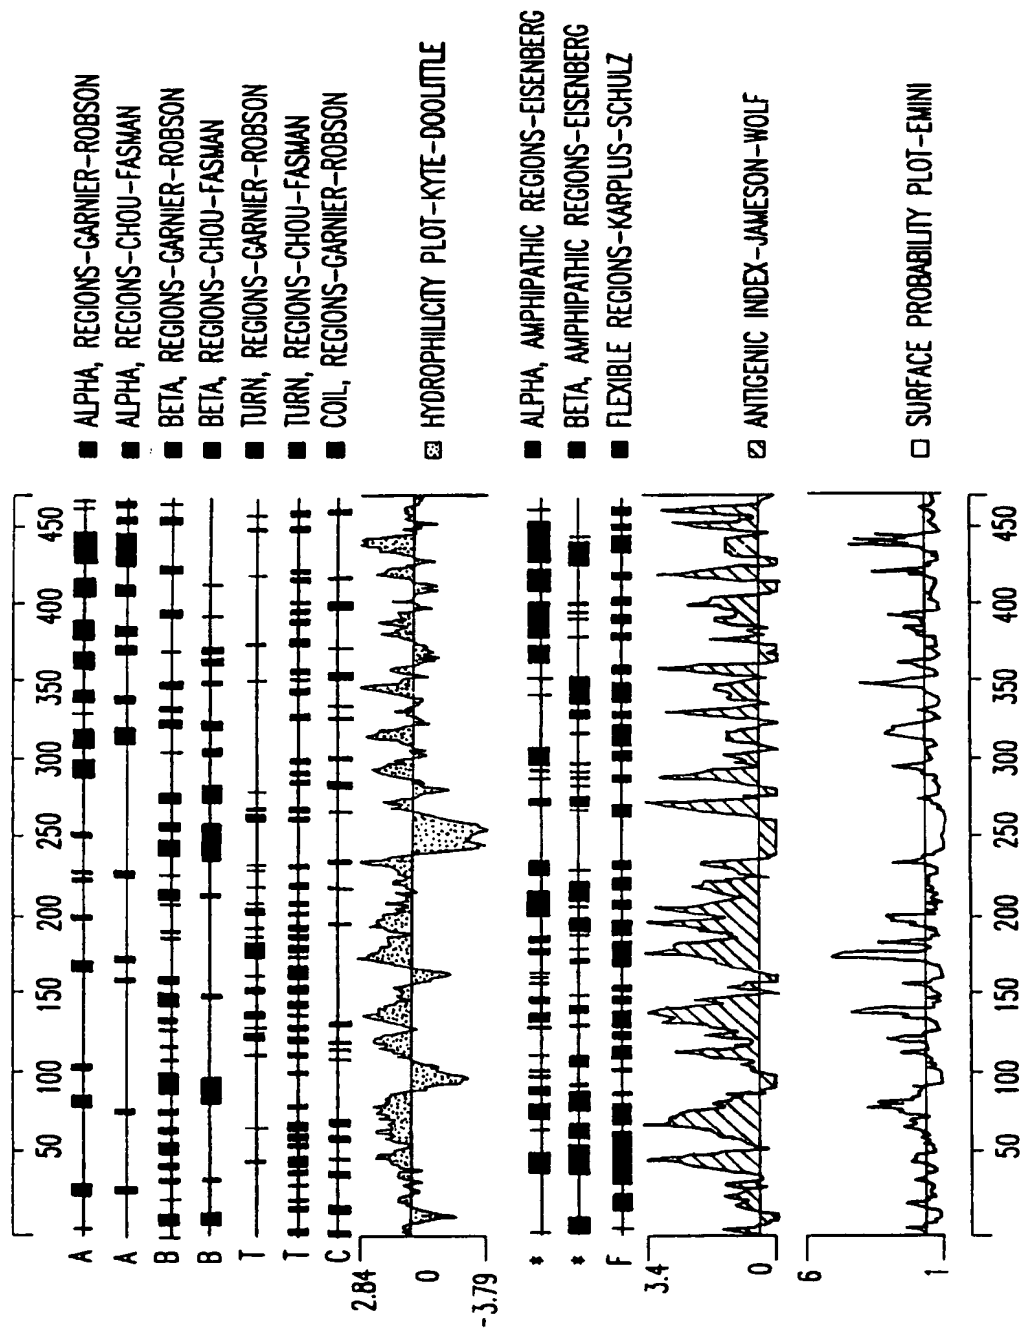 50 100 150 200 250 300 350 400 450
A ALPHA, REGIONS-GARNIER-ROBSON
A ALPHA, REGIONS-CHOU-FASMAN
B BETA, REGIONS-GARNIER-ROBSON
B BETA, REGIONS-CHOU-FASMAN
T TURN, REGIONS-GARNIER-ROBSON
T TURN, REGIONS-CHOU-FASMAN
C COIL, REGIONS-GARNIER-ROBSON
2.84
0 HYDROPHILICITY PLOT-KYTE-DOOLITTLE
-3.79
* ALPHA, AMPHIPATHIC REGIONS-EISENBERG
* BETA, AMPHIPATHIC REGIONS-EISENBERG
F FLEXIBLE REGIONS-KARPLUS-SCHULZ
3.4
ANTIGENIC INDEX-JAMESON-WOLF
0
6
SURFACE PROBABILITY PLOT-EMINI
1
50 100 150 200 250 300 350 400 450